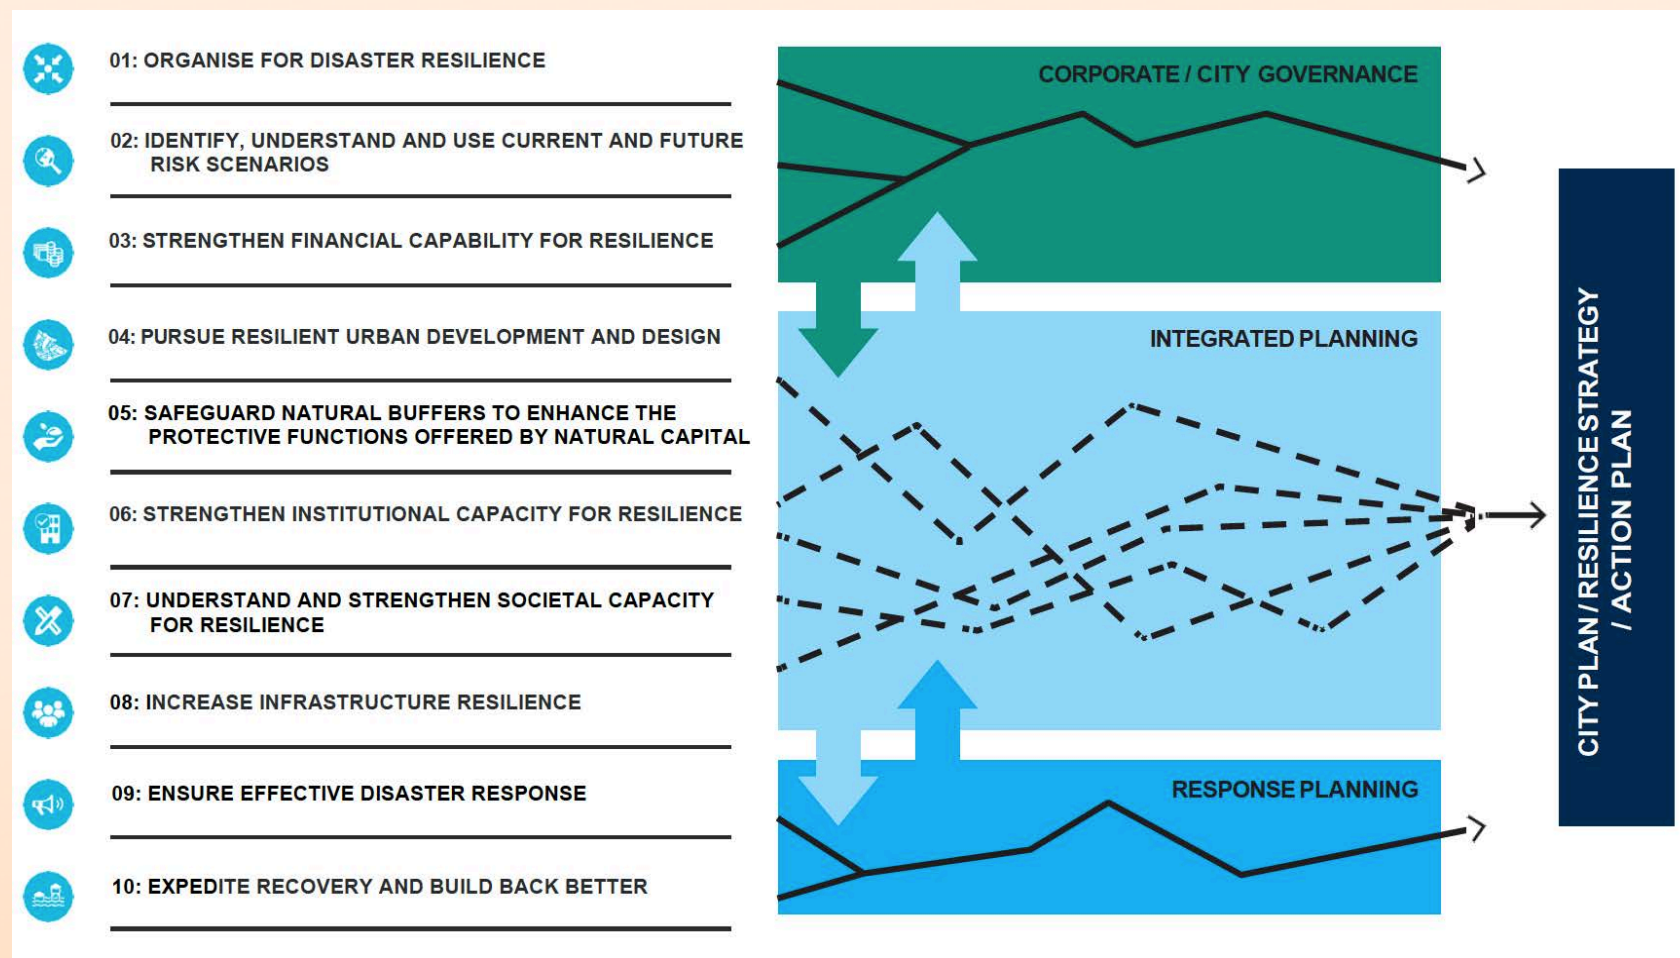 01: ORGANISE FOR DISASTER RESILIENCE
02: IDENTIFY, UNDERSTAND AND USE CURRENT AND FUTURE
RISK SCENARIOS
03: STRENGTHEN FINANCIAL CAPABILITY FOR RESILIENCE
04: PURSUE RESILIENT URBAN DEVELOPMENT AND DESIGN
05: SAFEGUARD NATURAL BUFFERS TO ENHANCE THE
PROTECTIVE FUNCTIONS OFFERED BY NATURAL CAPITAL
06: STRENGTHEN INSTITUTIONAL CAPACITY FOR RESILIENCE
07: UNDERSTAND AND STRENGTHEN SOCIETAL CAPACITY
FOR RESILIENCE
08: INCREASE INFRASTRUCTURE RESILIENCE
09: ENSURE EFFECTIVE DISASTER RESPONSE
10: EXPEDITE RECOVERY AND BUILD BACK BETTER
CORPORATE / CITY GOVERNANCE
INTEGRATED PLANNING
RESPONSE PLANNING
CITY PLAN / RESILIENCE STRATEGY
/ ACTION PLAN